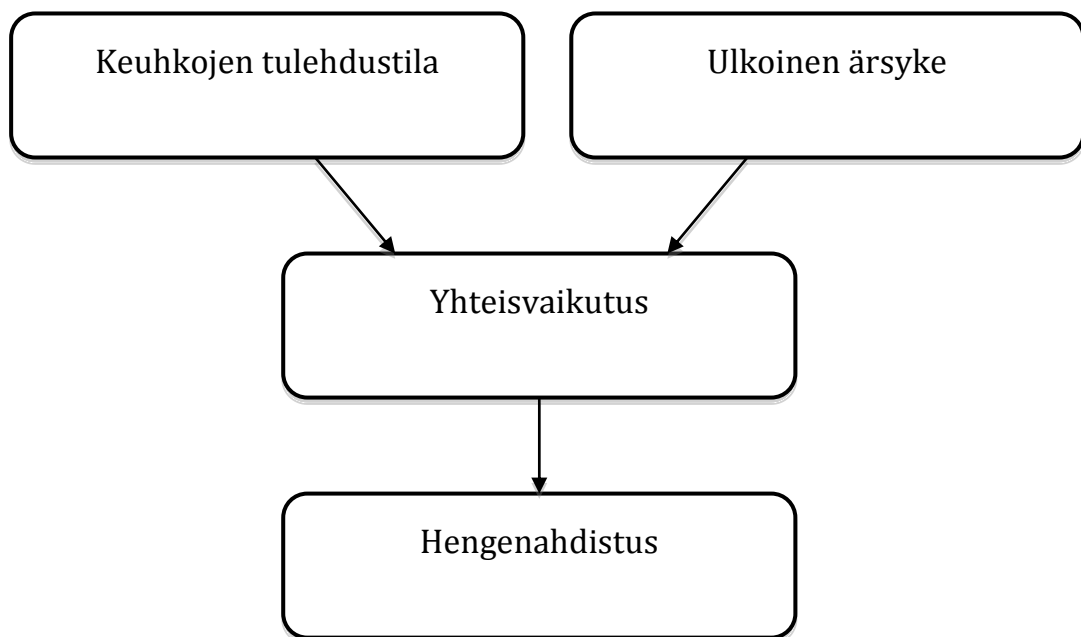 Keuhkojen tulehdustila
Ulkoinen ärsyke
Yhteisvaikutus
Hengenahdistus